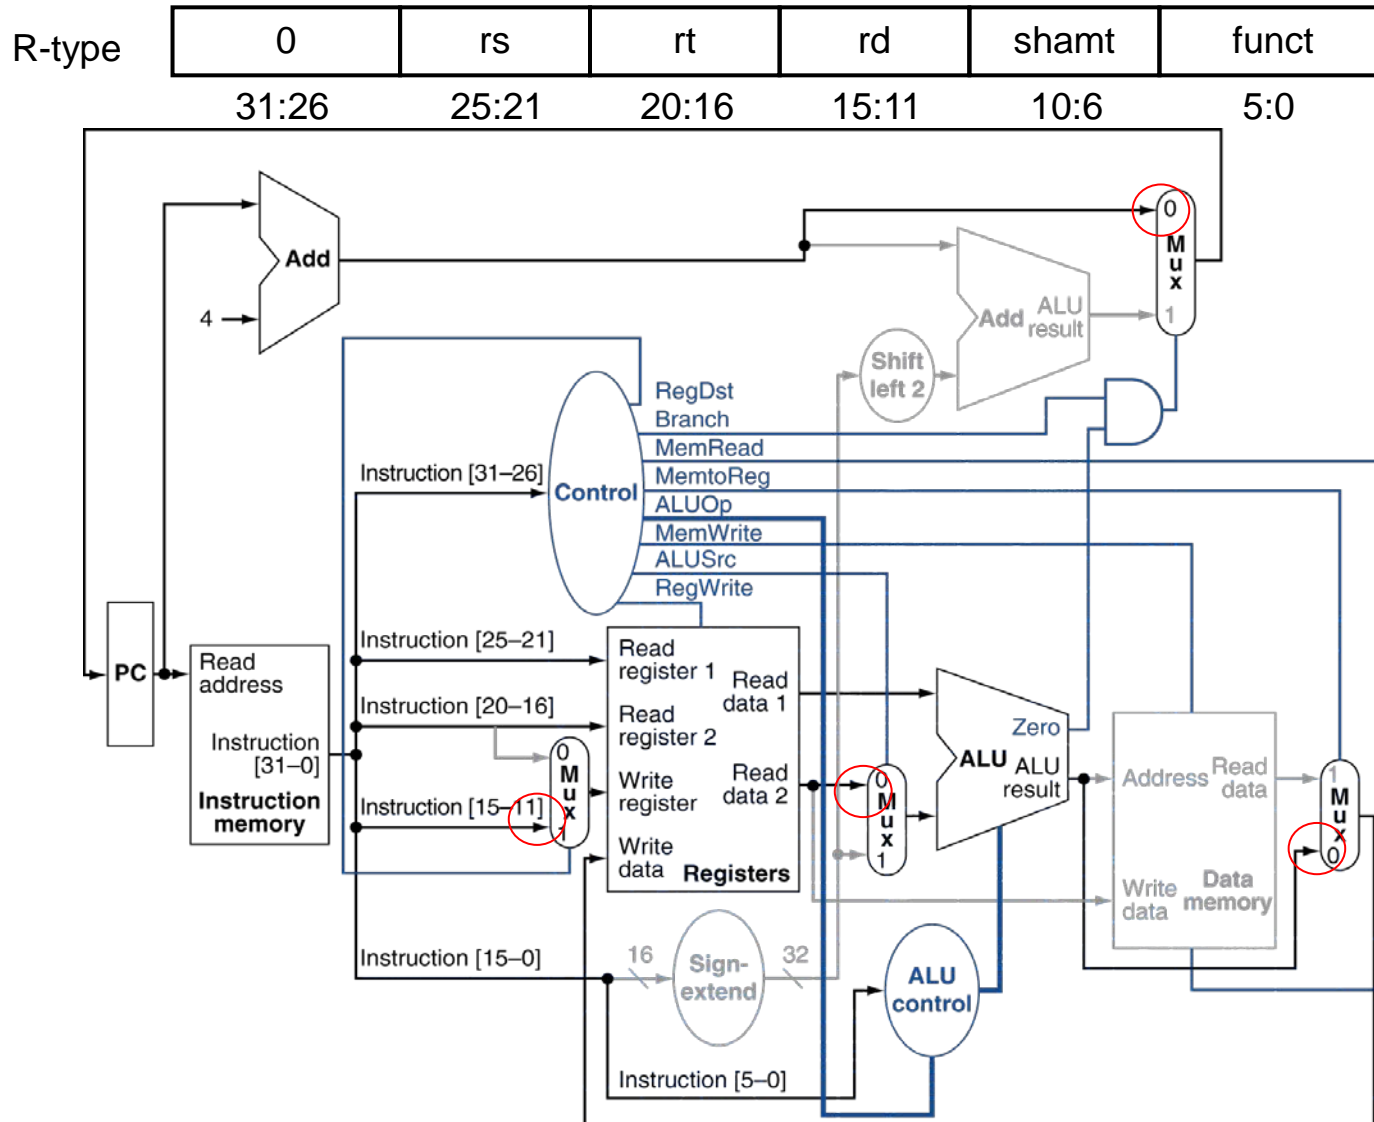 R-type 0 rs rt rd shamt funct
31:26 25:21 20:16 15:11 10:6 5:0
Add
4
0
Mux
1
Add ALU result
Shift left 2
RegDst
Branch
MemRead
MemtoReg
ALUOp
MemWrite
ALUSrc
RegWrite
Control
Instruction [31–26]
Instruction [25–21]
Instruction [20–16]
Instruction [15–11]
Instruction [15–0]
Instruction [5–0]
PC
Read address
Instruction [31–0]
Instruction memory
0
Mux
1
Read register 1
Read register 2
Write register
Write data
Read data 1
Read data 2
Registers
0
Mux
1
Zero
ALU
ALU result
Address
Read data
Write data
Data memory
1
Mux
0
16
Sign-extend
32
ALU control